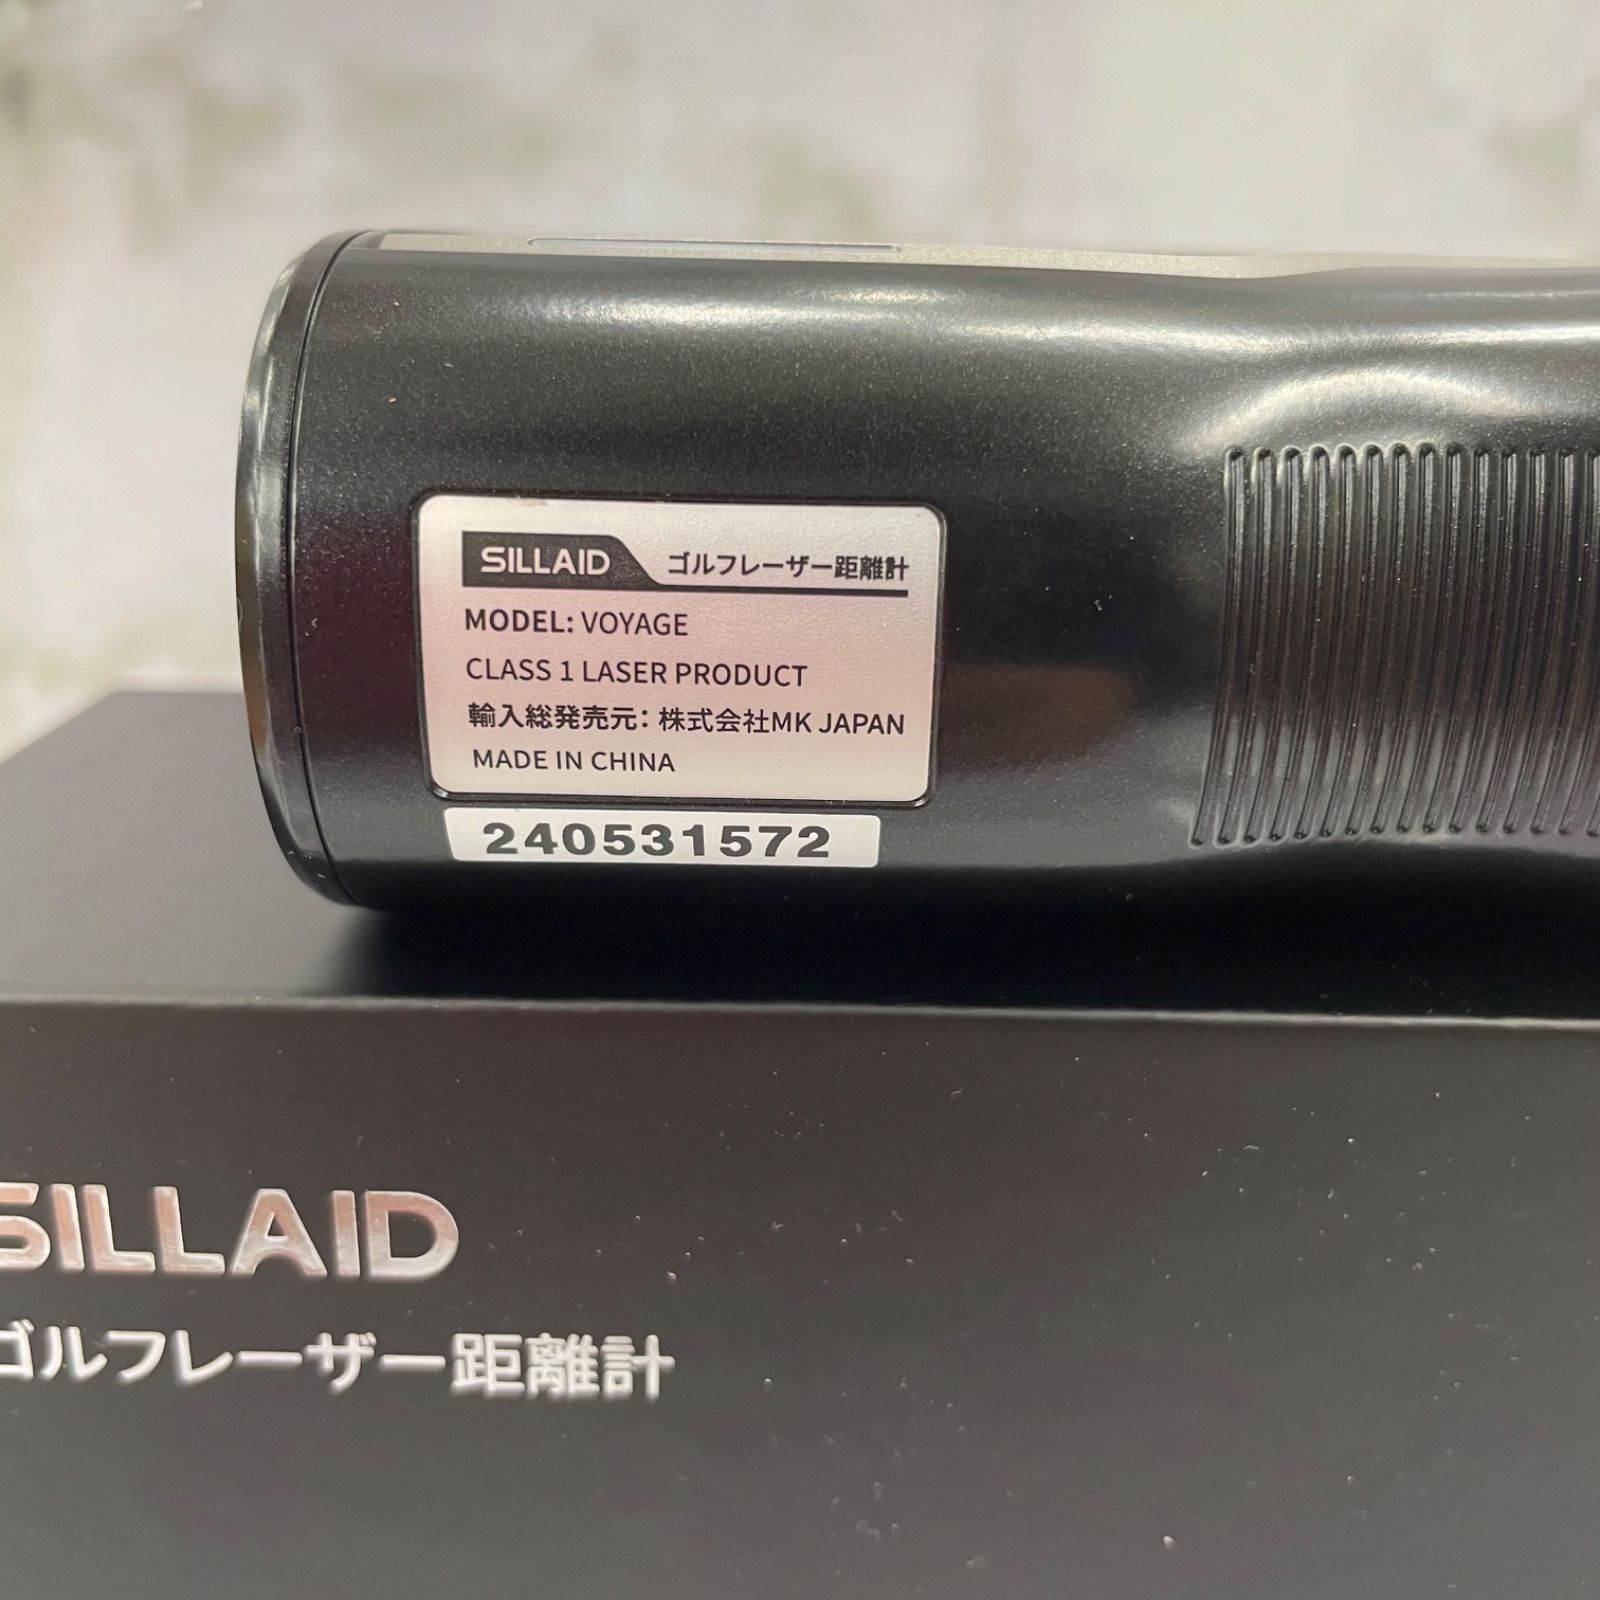 SILLAID ゴルフレーザー距離計
MODEL: VOYAGE
CLASS 1 LASER PRODUCT
輸入総発売元：株式会社MK JAPAN
MADE IN CHINA
240531572
SILLAID
ゴルフレーザー距離計